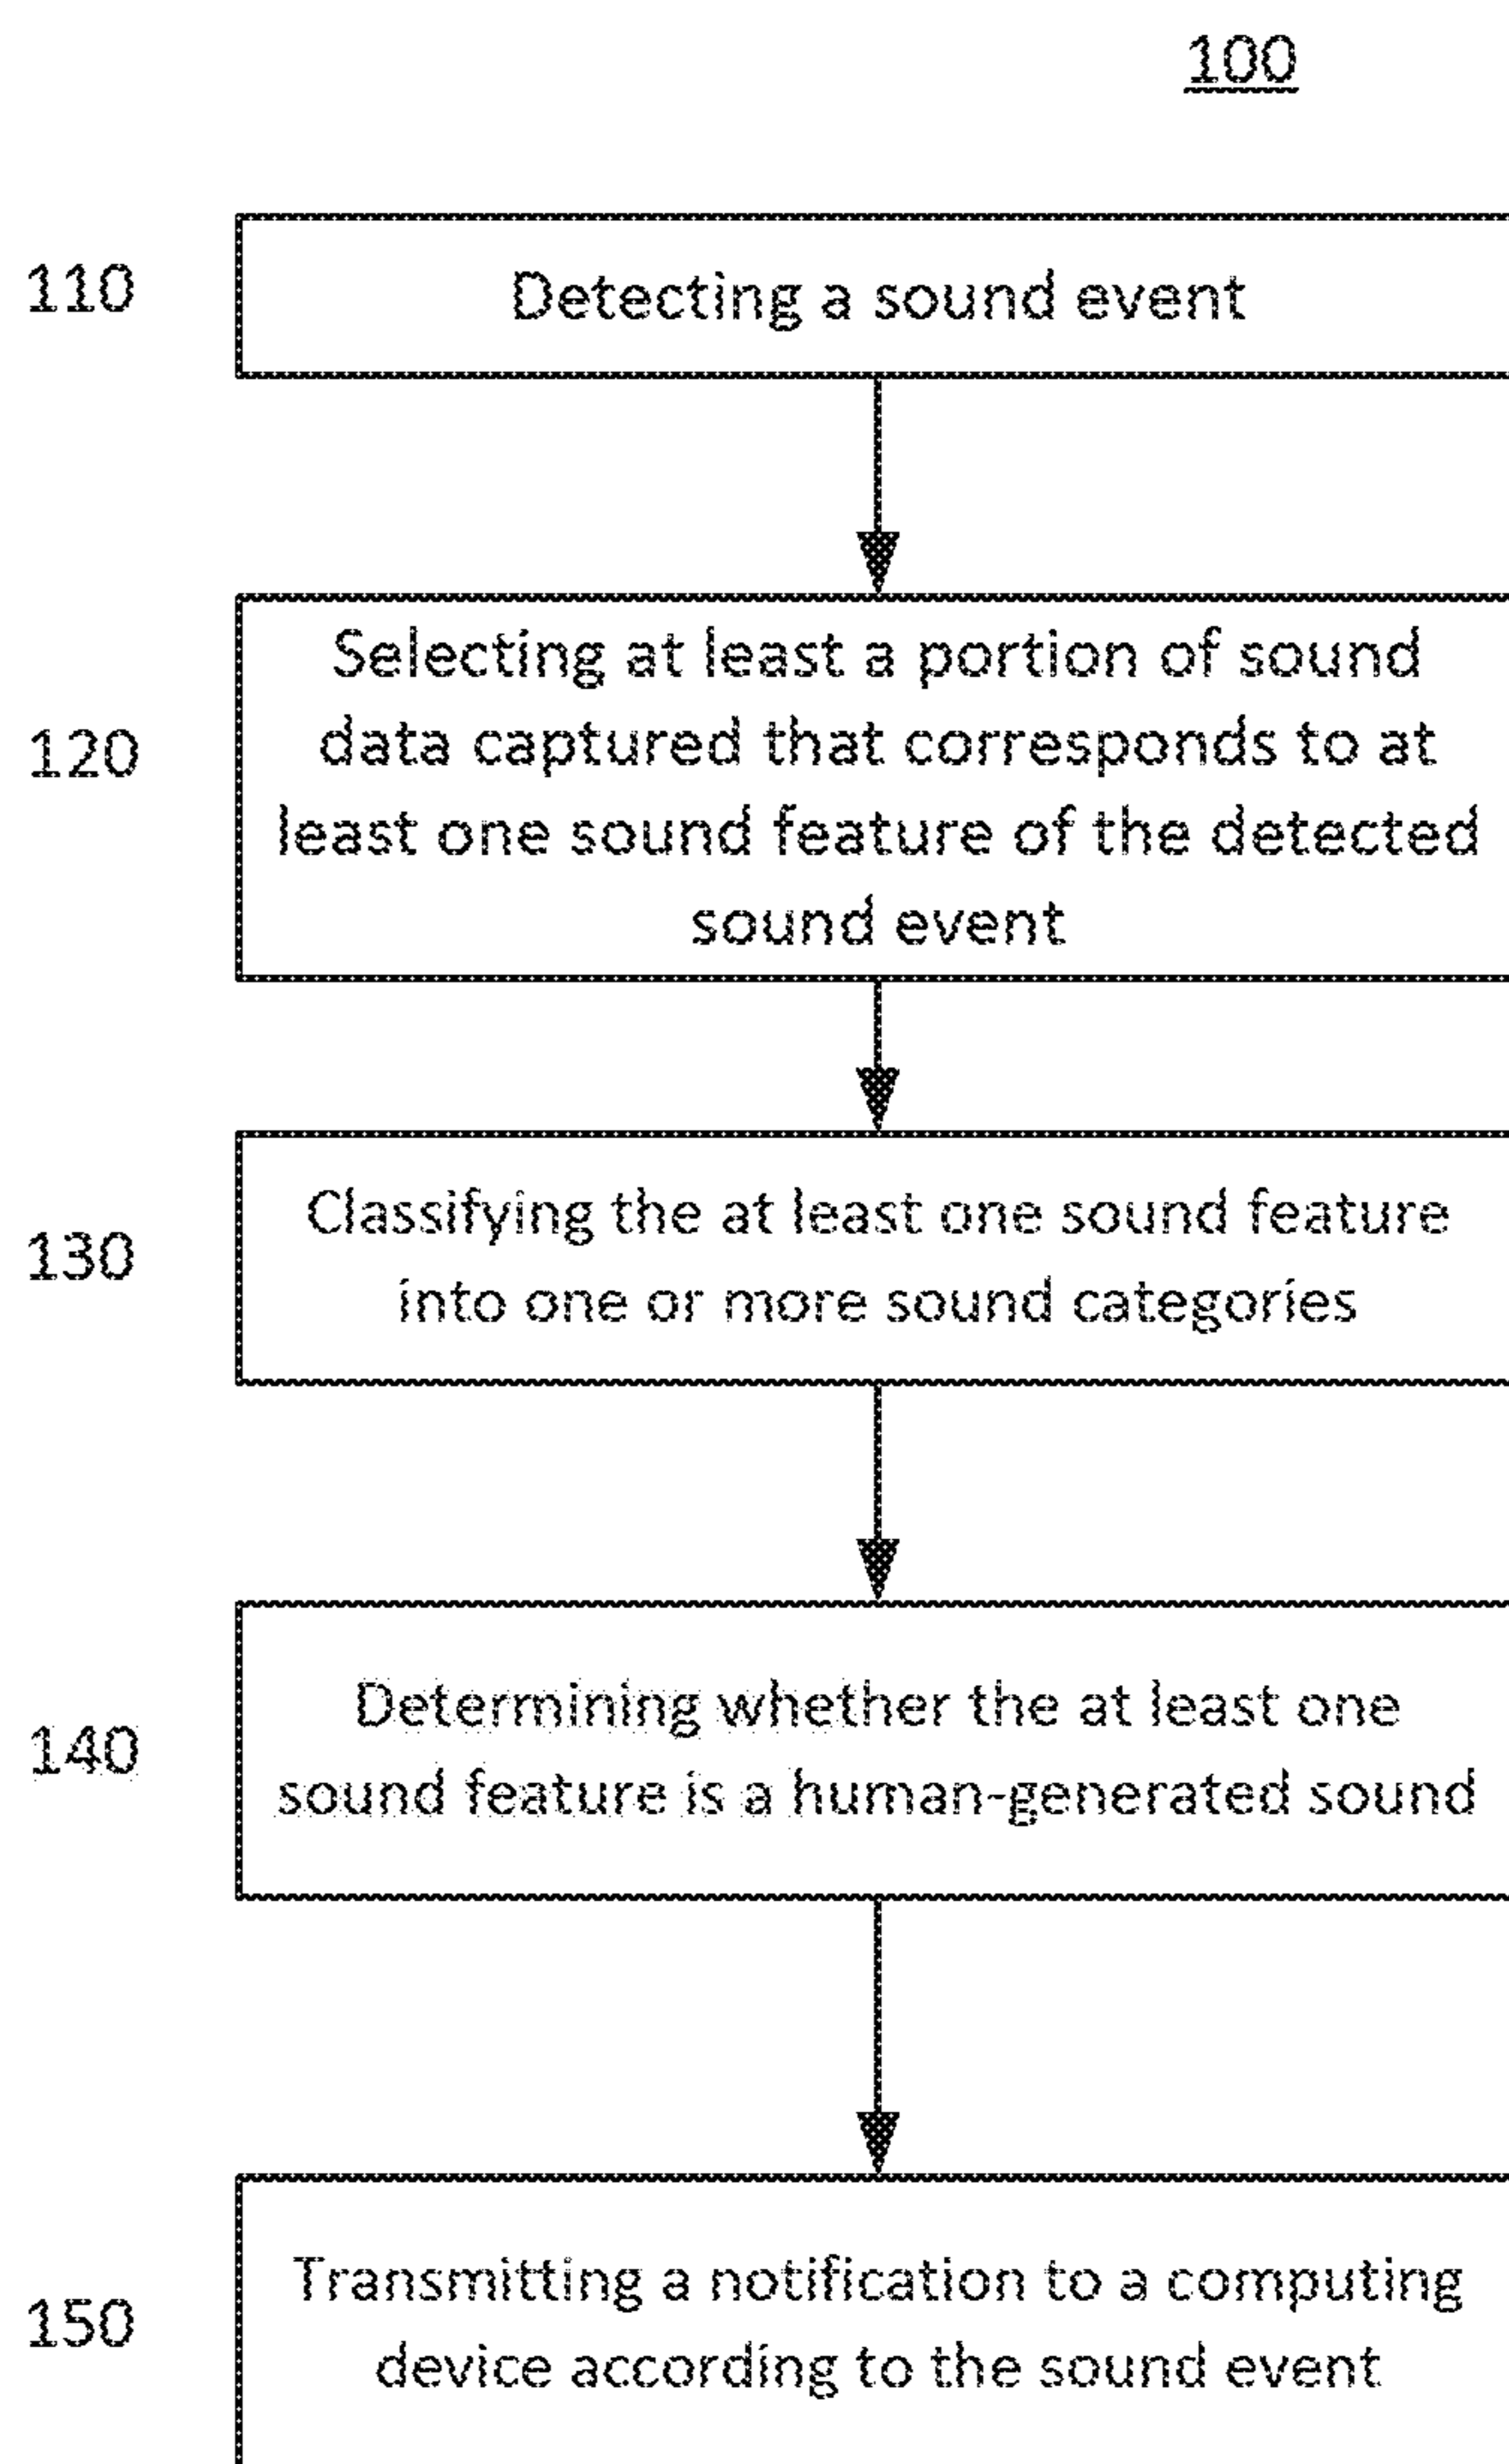 100
110
Detecting a sound event
120
Selecting at least a portion of sound
data captured that corresponds to at
least one sound feature of the detected
sound event
130
Classifying the at least one sound feature
into one or more sound categories
140
Determining whether the at least one
sound feature is a human-generated sound
150
Transmitting a notification to a computing
device according to the sound event